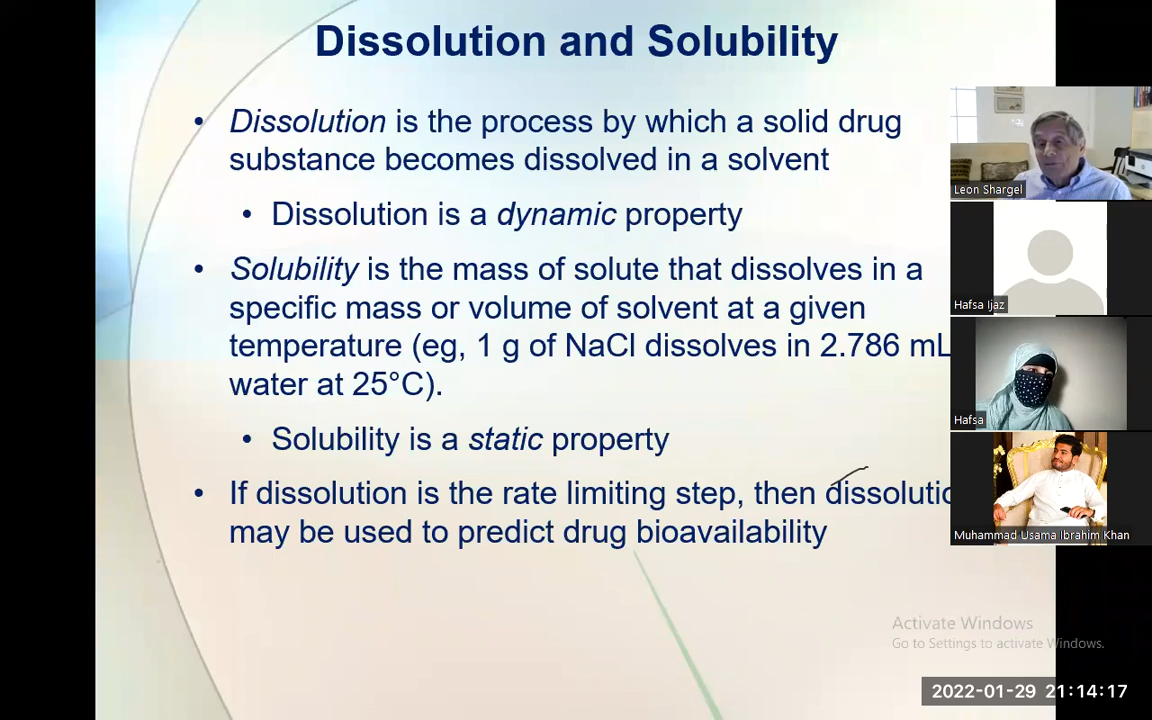 Dissolution and Solubility
• Dissolution is the process by which a solid drug
substance becomes dissolved in a solvent
• Dissolution is a dynamic property
• Solubility is the mass of solute that dissolves in a
specific mass or volume of solvent at a given
temperature (eg, 1 g of NaCl dissolves in 2.786 mL
water at 25°C).
• Solubility is a static property
• If dissolution is the rate limiting step, then dissolutio
may be used to predict drug bioavailability
Leon Shargel
Hafsa Ijaz
Hafsa
Muhammad Usama Ibrahim Khan
Activate Windows
Go to Settings to activate Windows.
2022-01-29 21:14:17